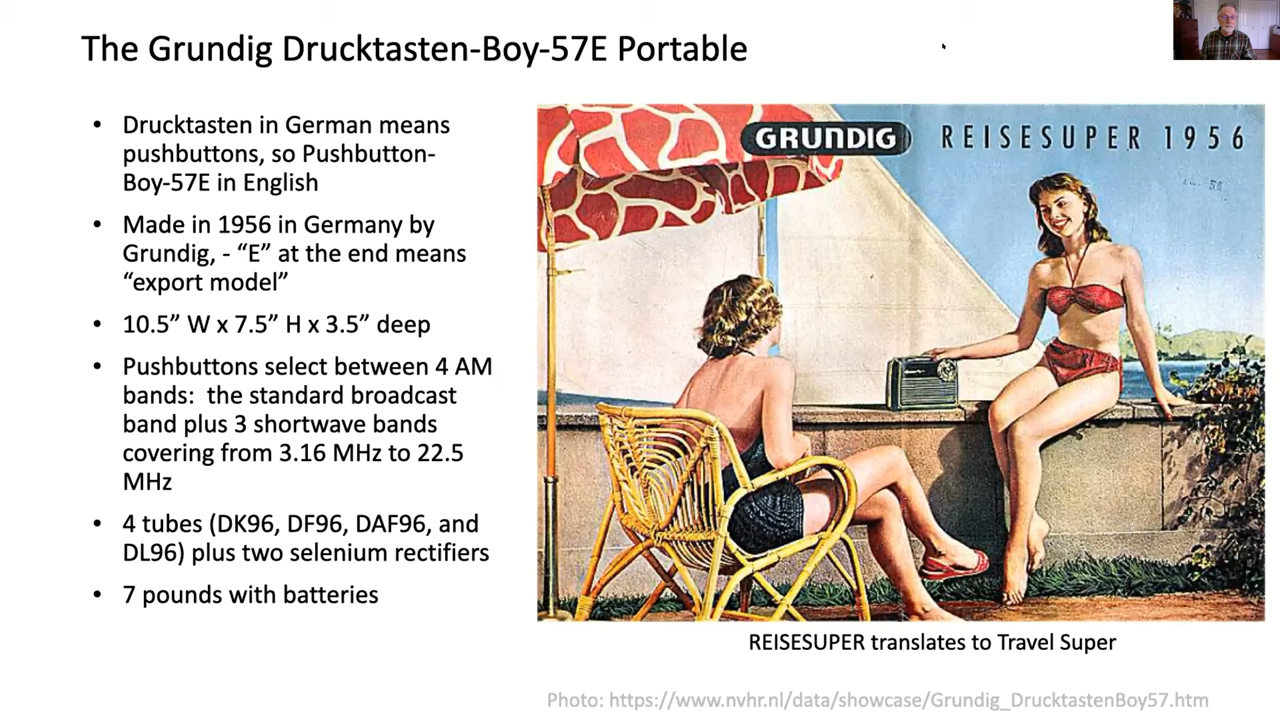 The Grundig Drucktasten-Boy-57E Portable
• Drucktasten in German means
pushbuttons, so Pushbutton-
Boy-57E in English
• Made in 1956 in Germany by
Grundig, - “E” at the end means
“export model”
• 10.5” W x 7.5” H x 3.5” deep
• Pushbuttons select between 4 AM
bands:  the standard broadcast
band plus 3 shortwave bands
covering from 3.16 MHz to 22.5
MHz
• 4 tubes (DK96, DF96, DAF96, and
DL96) plus two selenium rectifiers
• 7 pounds with batteries
GRUNDIG REISESUPER 1956
REISESUPER translates to Travel Super
Photo: https://www.nvhr.nl/data/showcase/Grundig_DrucktastenBoy57.htm